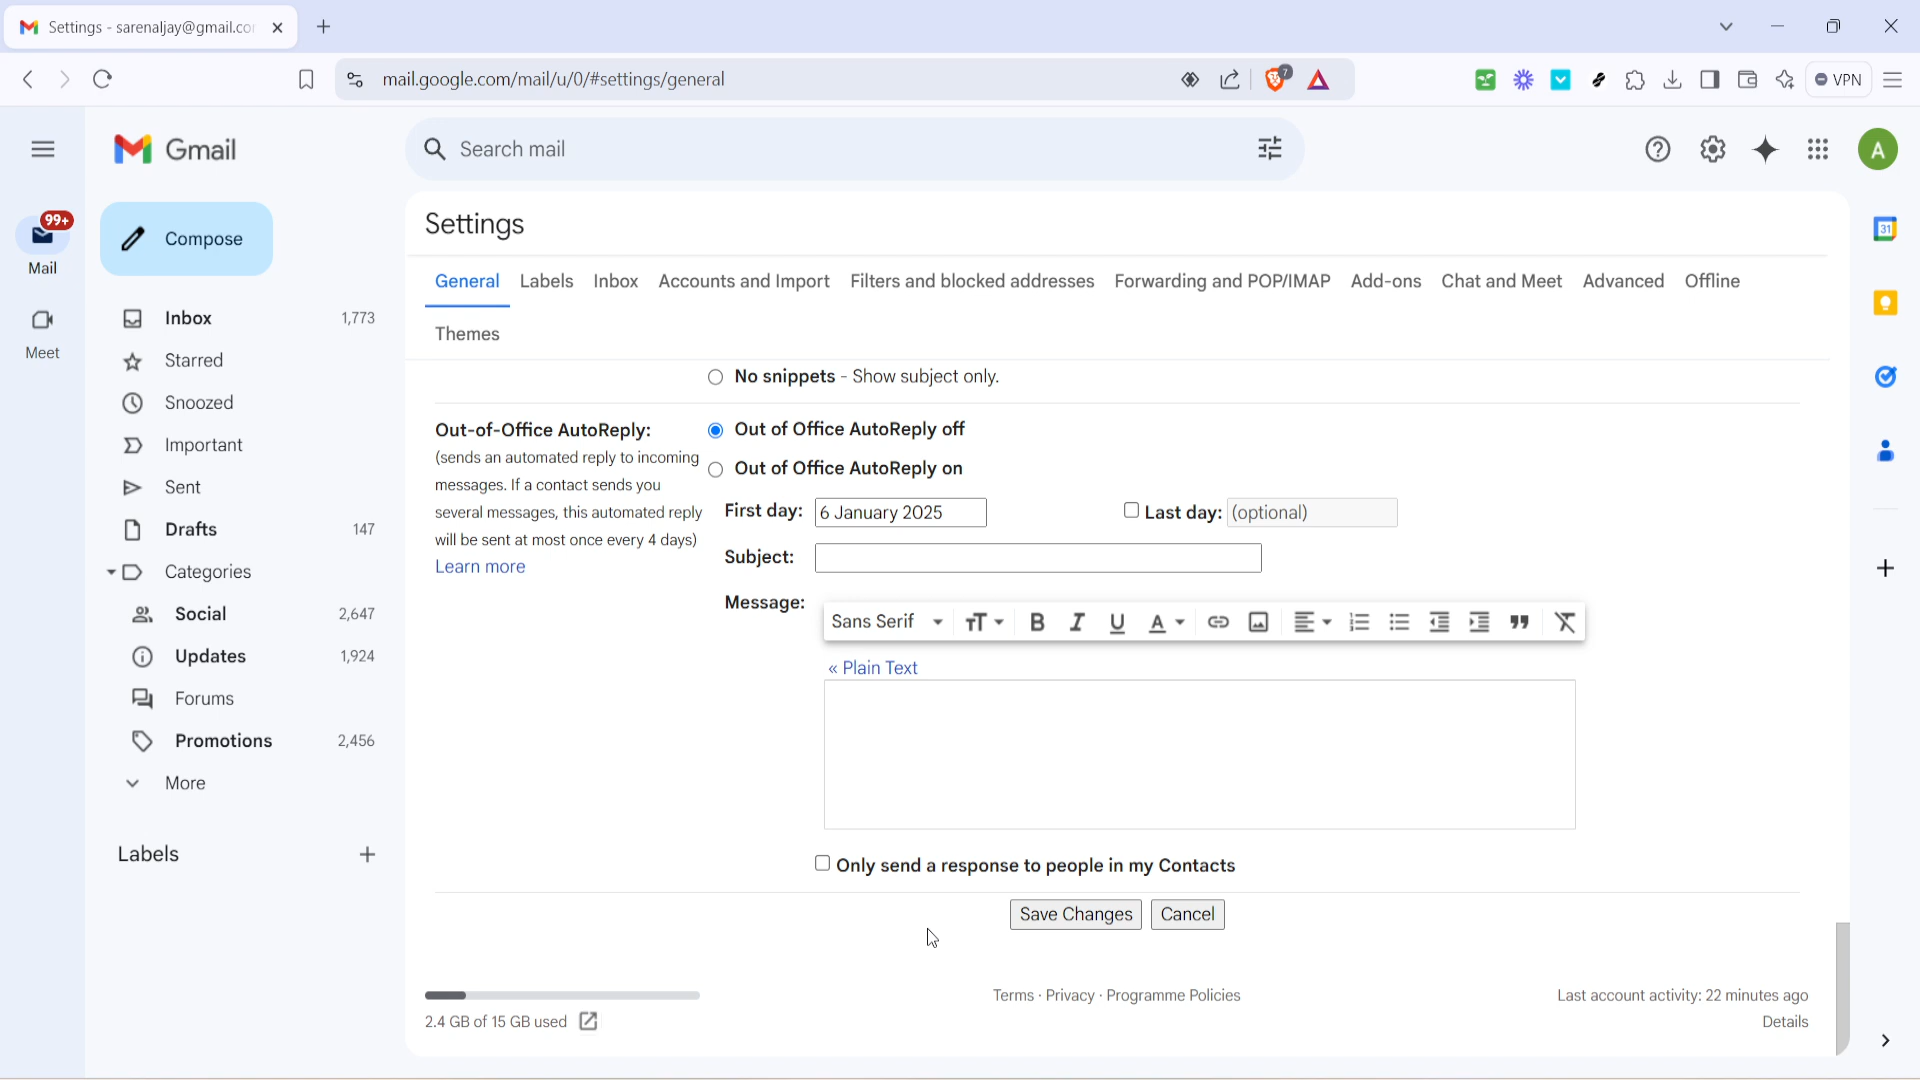 Settings - sarenaljay@gmail.co
mail.google.com/mail/u/0/#settings/general
7
VPN
Gmail
Search mail
A
99+
Mail
Meet
Compose
Inbox 1,773
Starred
Snoozed
Important
Sent
Drafts 147
Categories
Social 2,647
Updates 1,924
Forums
Promotions 2,456
More
Labels
Settings
General Labels Inbox Accounts and Import Filters and blocked addresses Forwarding and POP/IMAP Add-ons Chat and Meet Advanced Offline
Themes
No snippets - Show subject only.
Out-of-Office AutoReply:
(sends an automated reply to incoming
messages. If a contact sends you
several messages, this automated reply
will be sent at most once every 4 days)
Learn more
Out of Office AutoReply off
Out of Office AutoReply on
First day: 6 January 2025 Last day: (optional)
Subject:
Message:
Sans Serif
« Plain Text
Only send a response to people in my Contacts
Save Changes Cancel
2.4 GB of 15 GB used
Terms · Privacy · Programme Policies
Last account activity: 22 minutes ago
Details
31